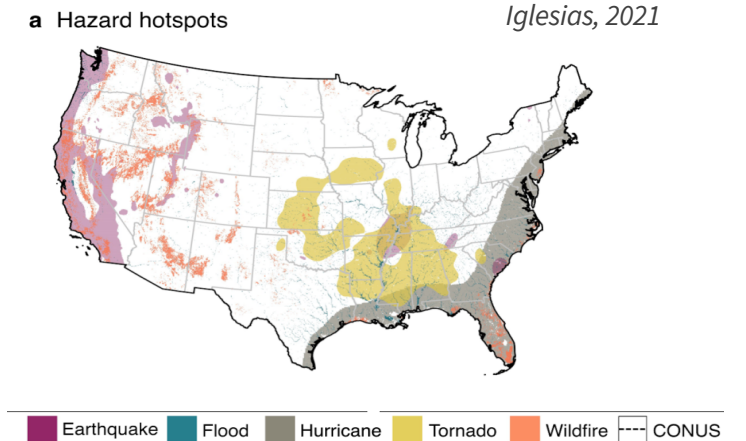 a Hazard hotspots
Iglesias, 2021
Earthquake Flood Hurricane Tornado Wildfire CONUS